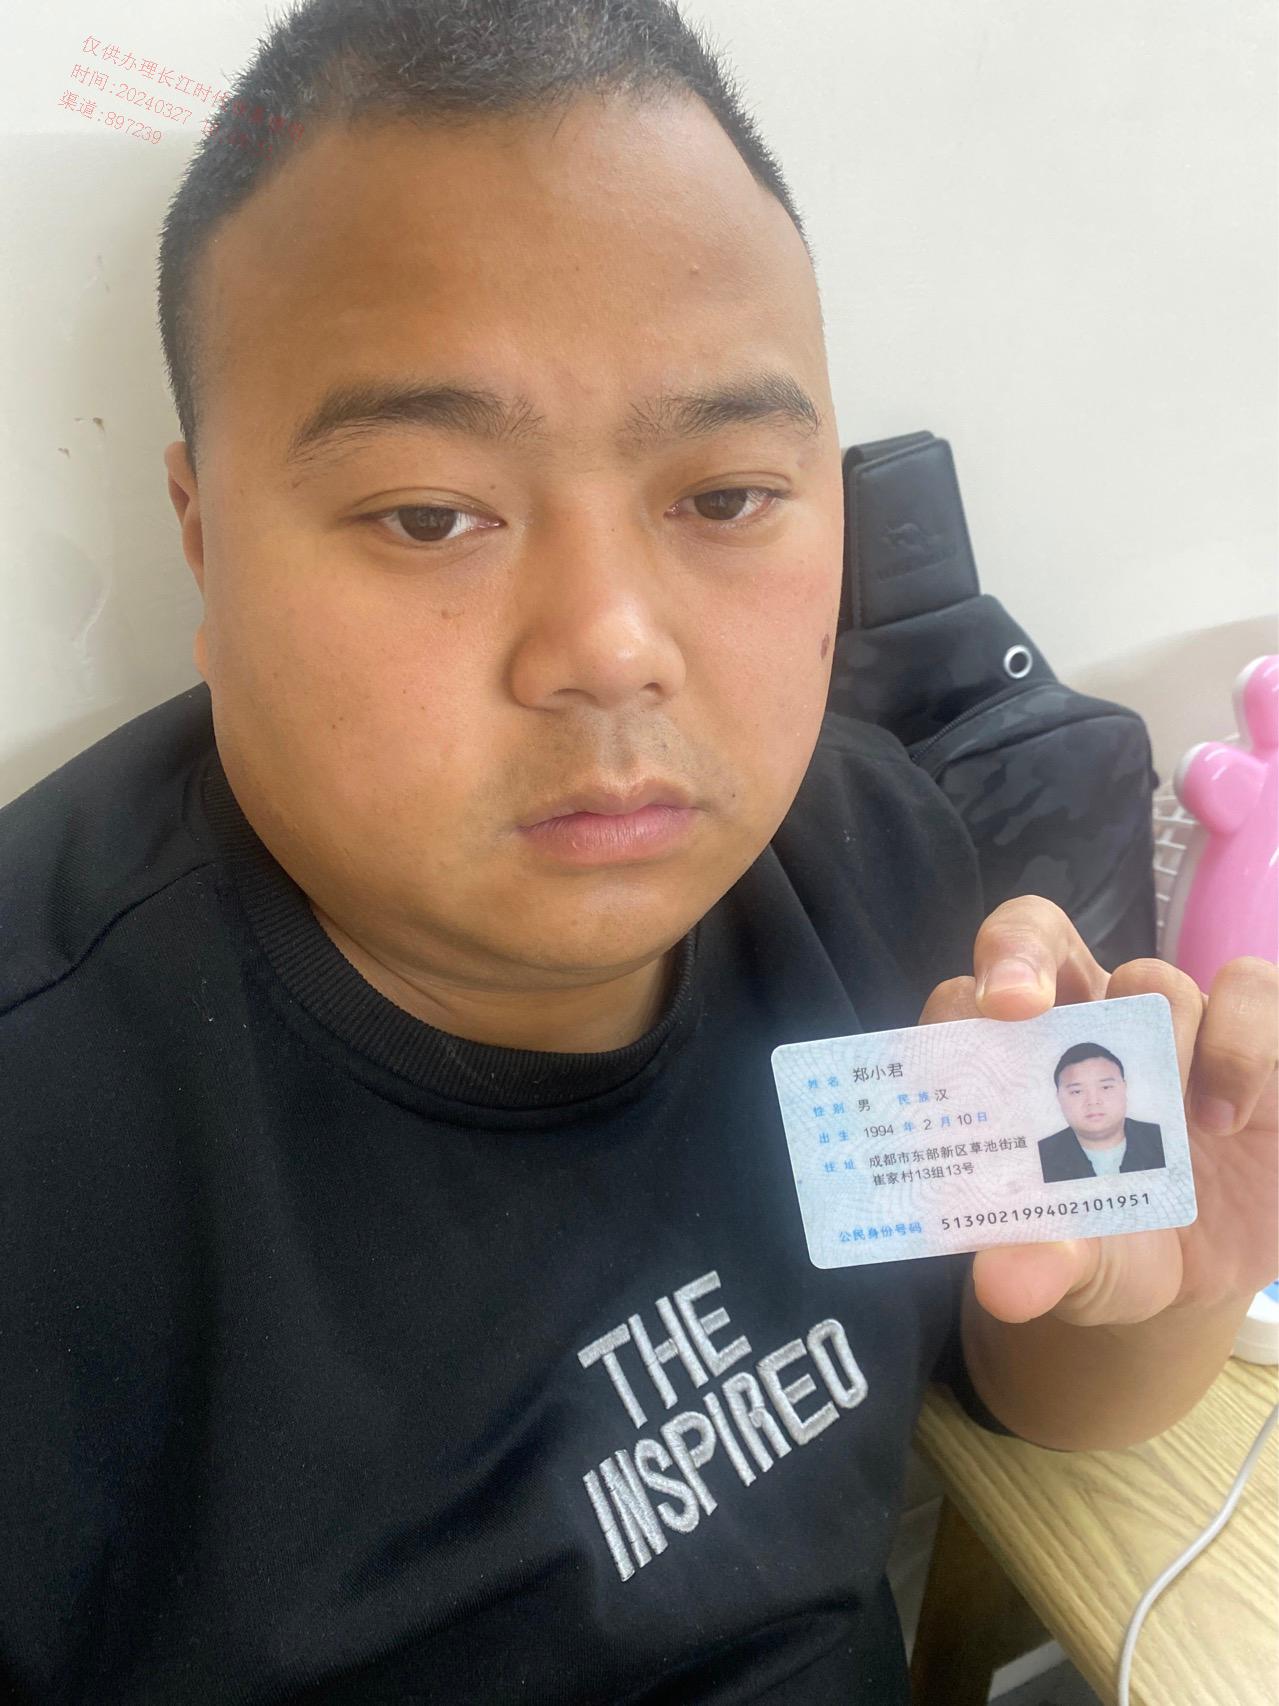 仅供办理长江时代
时间:20240327
渠道:897239
姓名 郑小君
性别 男 民族 汉
出生 1994 年 2 月 10 日
住址 成都市东部新区草池街道
崔家村13组13号
公民身份号码 513902199402101951
THE
INSPIREO